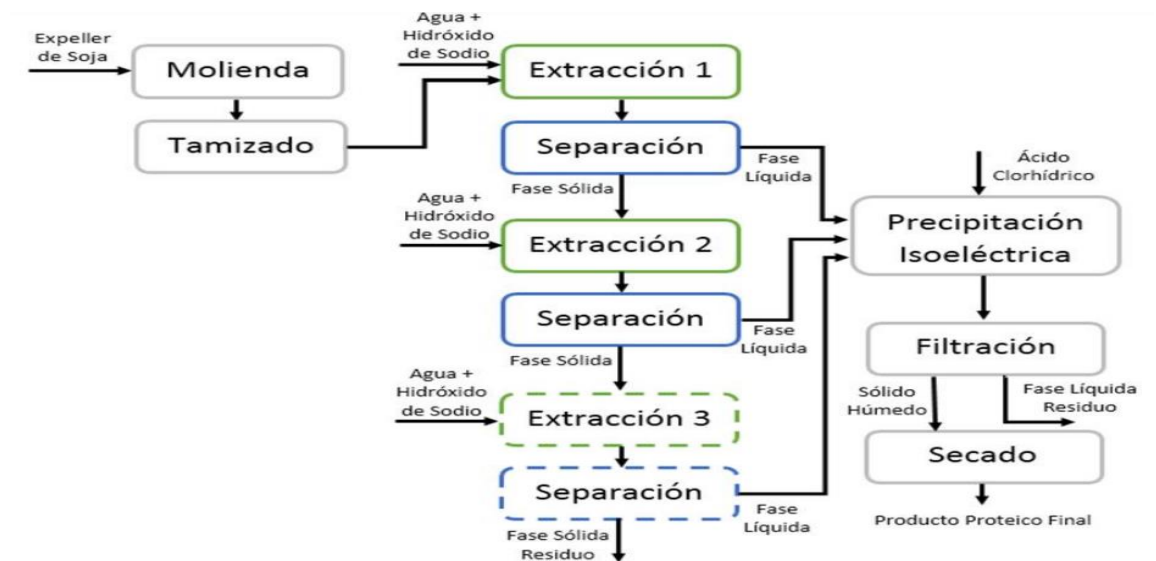 Expeller
de Soja
Molienda
Tamizado
Agua +
Hidróxido
de Sodio
Extracción 1
Separación
Fase
Líquida
Fase Sólida
Agua +
Hidróxido
de Sodio
Extracción 2
Separación
Fase
Líquida
Fase Sólida
Agua +
Hidróxido
de Sodio
Extracción 3
Separación
Fase
Líquida
Fase Sólida
Residuo
Ácido
Clorhídrico
Precipitación
Isoeléctrica
Filtración
Sólido
Húmedo
Fase Líquida
Residuo
Secado
Producto Proteico Final